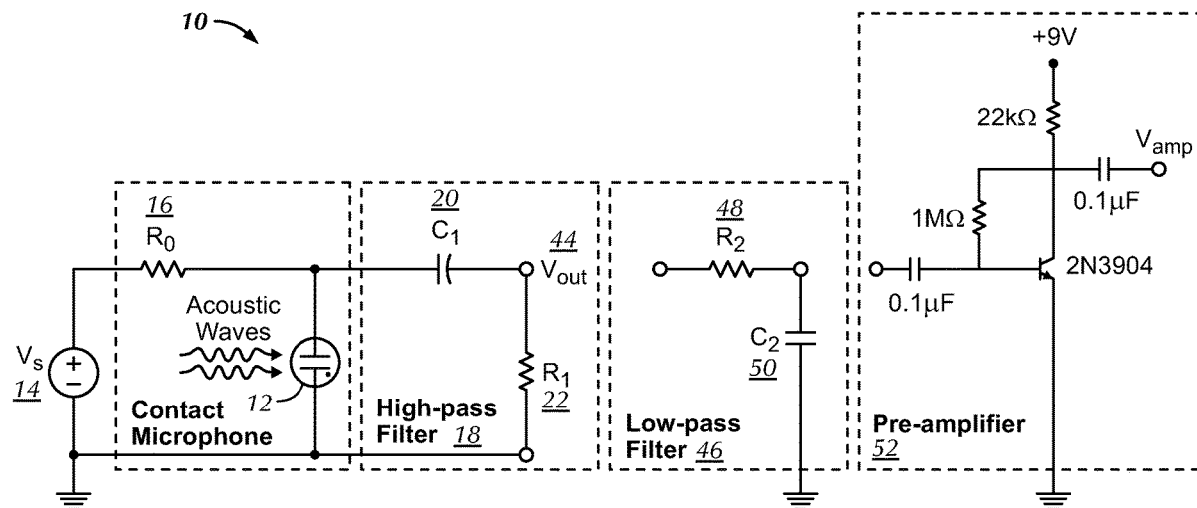 10
+9V
22kΩ
V_amp
0.1μF
1MΩ
2N3904
0.1μF
Pre-amplifier
52
16
R_0
Acoustic
Waves
V_s
14
+
−
12
Contact
Microphone
20
C_1
44
V_out
R_1
22
High-pass
Filter 18
48
R_2
C_2
50
Low-pass
Filter 46